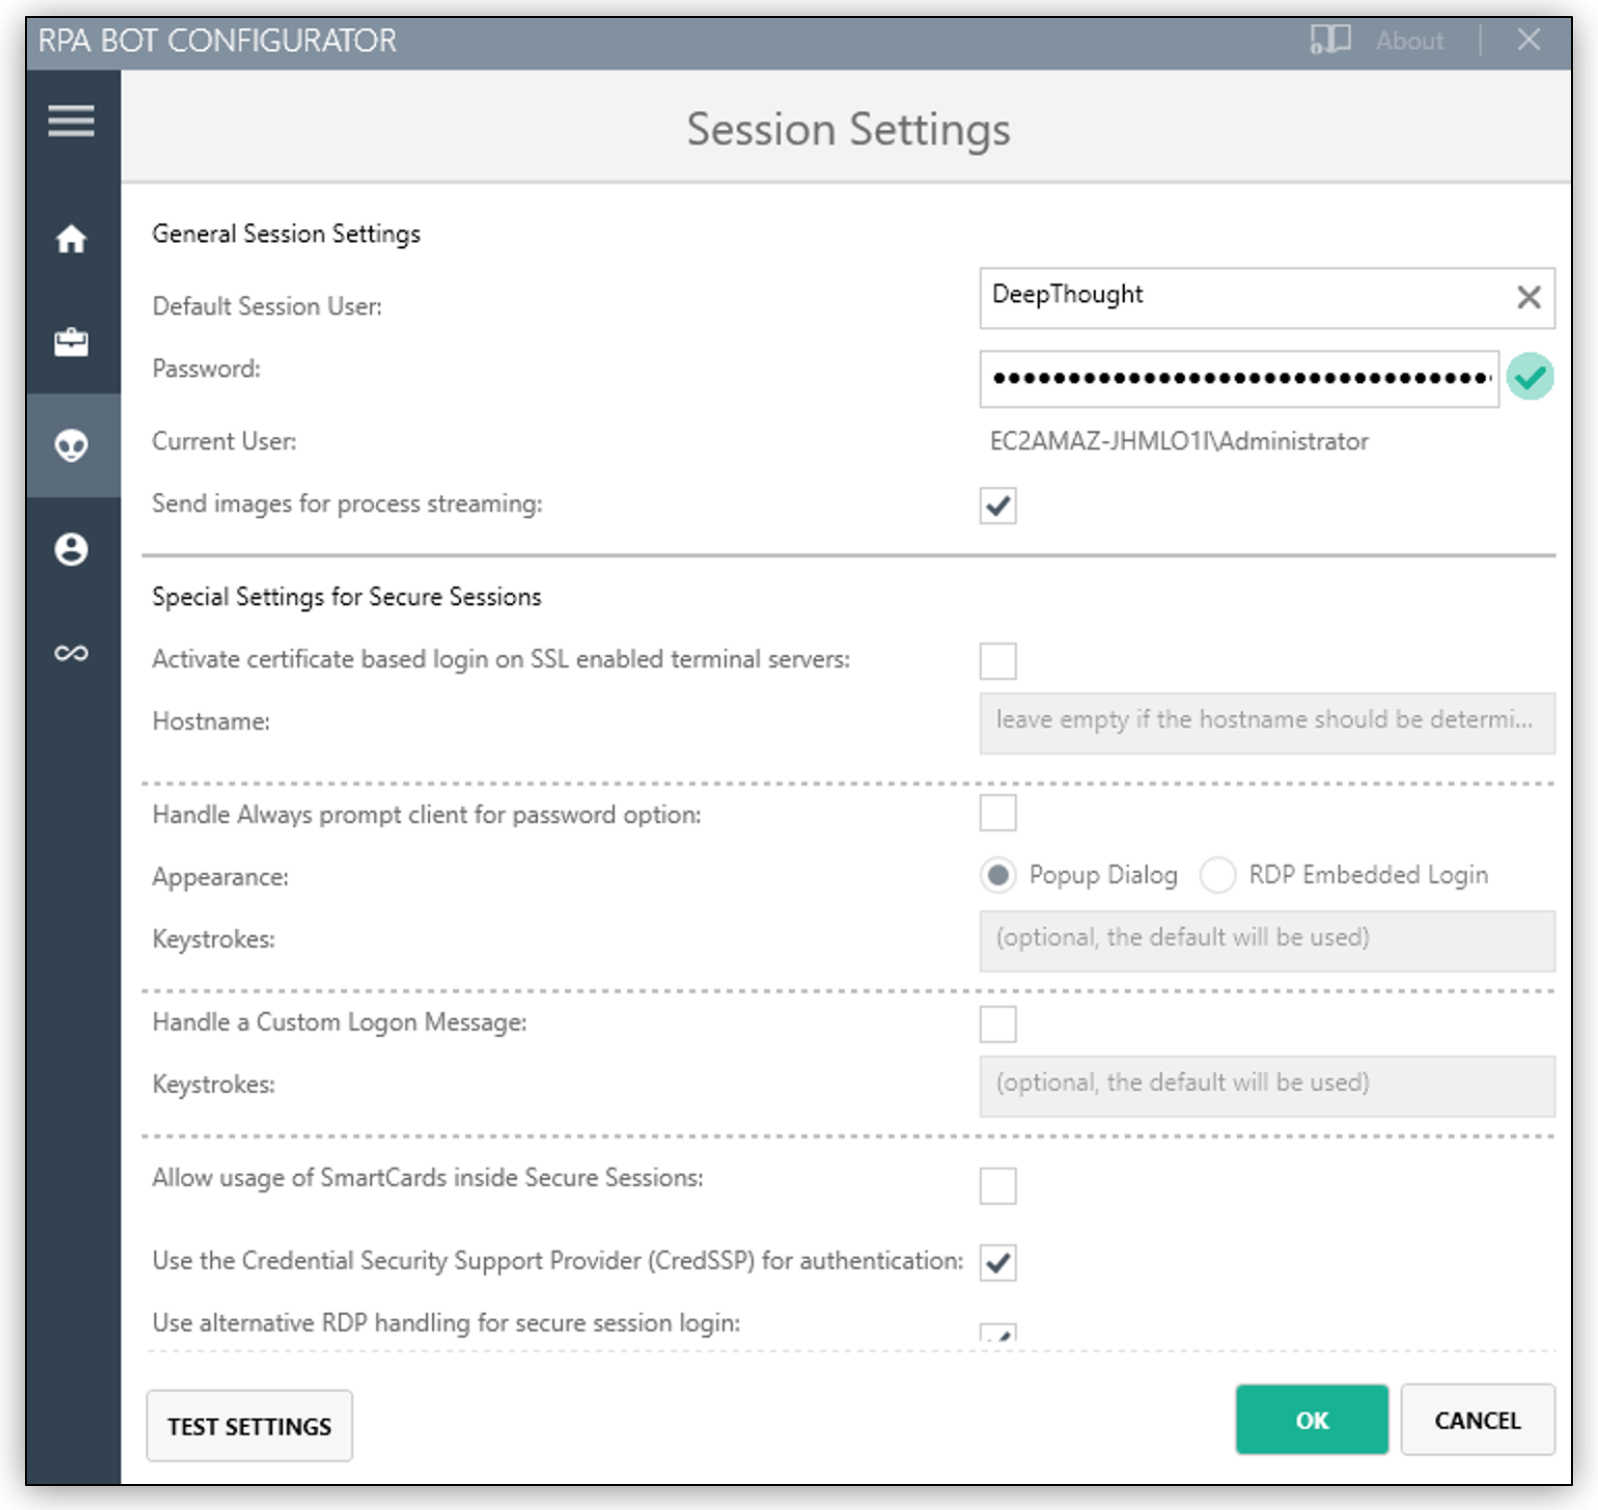 RPA BOT CONFIGURATOR
About
Session Settings
General Session Settings
Default Session User:
DeepThought
Password:
Current User:
EC2AMAZ-JHMLO1I\Administrator
Send images for process streaming:
Special Settings for Secure Sessions
Activate certificate based login on SSL enabled terminal servers:
Hostname:
leave empty if the hostname should be determi...
Handle Always prompt client for password option:
Appearance:
Popup Dialog
RDP Embedded Login
Keystrokes:
(optional, the default will be used)
Handle a Custom Logon Message:
Keystrokes:
(optional, the default will be used)
Allow usage of SmartCards inside Secure Sessions:
Use the Credential Security Support Provider (CredSSP) for authentication:
Use alternative RDP handling for secure session login:
TEST SETTINGS
OK
CANCEL